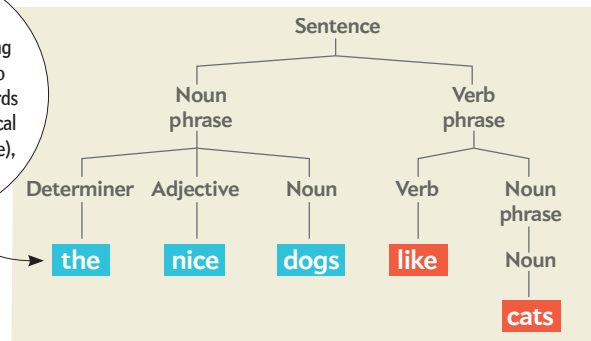 Sentence
Noun phrase
Verb phrase
Determiner Adjective Noun Verb Noun phrase
the nice dogs like Noun
cats